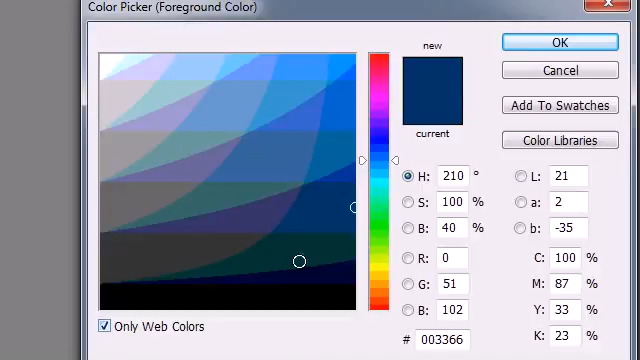 Color Picker (Foreground Color)
new
current
OK
Cancel
Add To Swatches
Color Libraries
H: 210 °
S: 100 %
B: 40 %
R: 0
G: 51
B: 102
# 003366
L: 21
a: 2
b: -35
C: 100 %
M: 87 %
Y: 33 %
K: 23 %
Only Web Colors